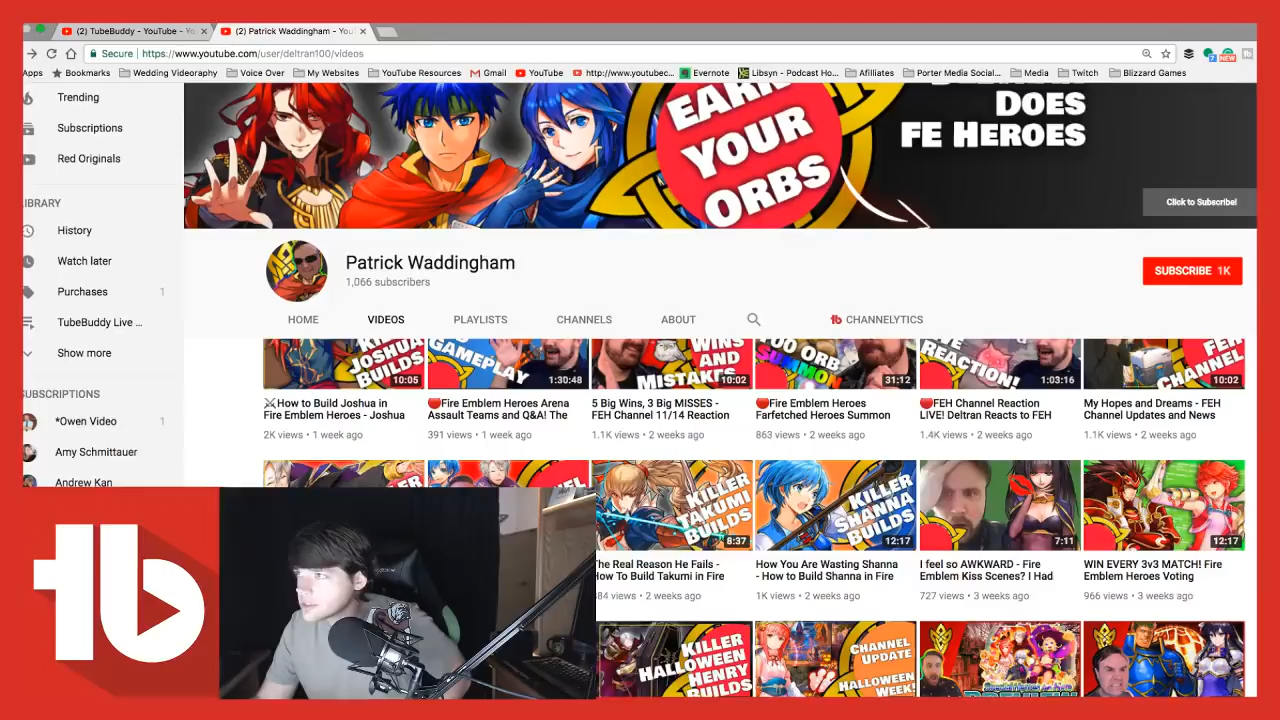 (2) TubeBuddy - YouTube - Yo
(2) Patrick Waddingham - You
Secure https://www.youtube.com/user/deltran100/videos
7
NEW
Apps
Bookmarks
Wedding Videography
Voice Over
My Websites
YouTube Resources
Gmail
YouTube
http://www.youtubec...
Evernote
Libsyn - Podcast Ho...
Afilliates
Porter Media Social...
Media
Twitch
Blizzard Games
Trending
Subscriptions
Red Originals
LIBRARY
History
Watch later
Purchases 1
TubeBuddy Live ...
Show more
SUBSCRIPTIONS
*Owen Video 1
Amy Schmittauer
Andrew Kan
EARN
YOUR
ORBS
DOES
FE HEROES
Click to Subscribe!
Patrick Waddingham
1,066 subscribers
SUBSCRIBE 1K
HOME
VIDEOS
PLAYLISTS
CHANNELS
ABOUT
CHANNELYTICS
JOSHUA
BUILDS
10:05
GAMEPLAY
1:30:48
WINS
AND
MISTAKES
10:02
ORB
SUMMON
31:12
LIVE
REACTION!
1:03:16
FEH
CHANNEL
10:02
⚔How to Build Joshua in
Fire Emblem Heroes - Joshua
2K views • 1 week ago
🔴Fire Emblem Heroes Arena
Assault Teams and Q&A! The
391 views • 1 week ago
5 Big Wins, 3 Big MISSES -
FEH Channel 11/14 Reaction
1.1K views • 2 weeks ago
🔴Fire Emblem Heroes
Farfetched Heroes Summon
863 views • 2 weeks ago
🔴FEH Channel Reaction
LIVE! Deltran Reacts to FEH
1.4K views • 2 weeks ago
My Hopes and Dreams - FEH
Channel Updates and News
1.1K views • 2 weeks ago
KILLER
TAKUMI
BUILDS
8:37
KILLER
SHANNA
BUILDS
12:17
7:11
12:17
The Real Reason He Fails -
How To Build Takumi in Fire
84 views • 2 weeks ago
How You Are Wasting Shanna
- How to Build Shanna in Fire
1K views • 2 weeks ago
I feel so AWKWARD - Fire
Emblem Kiss Scenes? I Had
727 views • 3 weeks ago
WIN EVERY 3v3 MATCH! Fire
Emblem Heroes Voting
966 views • 3 weeks ago
KILLER
HALLOWEEN
HENRY
BUILDS
CHANNEL
UPDATE
HALLOWEEN
WEEK!
tb